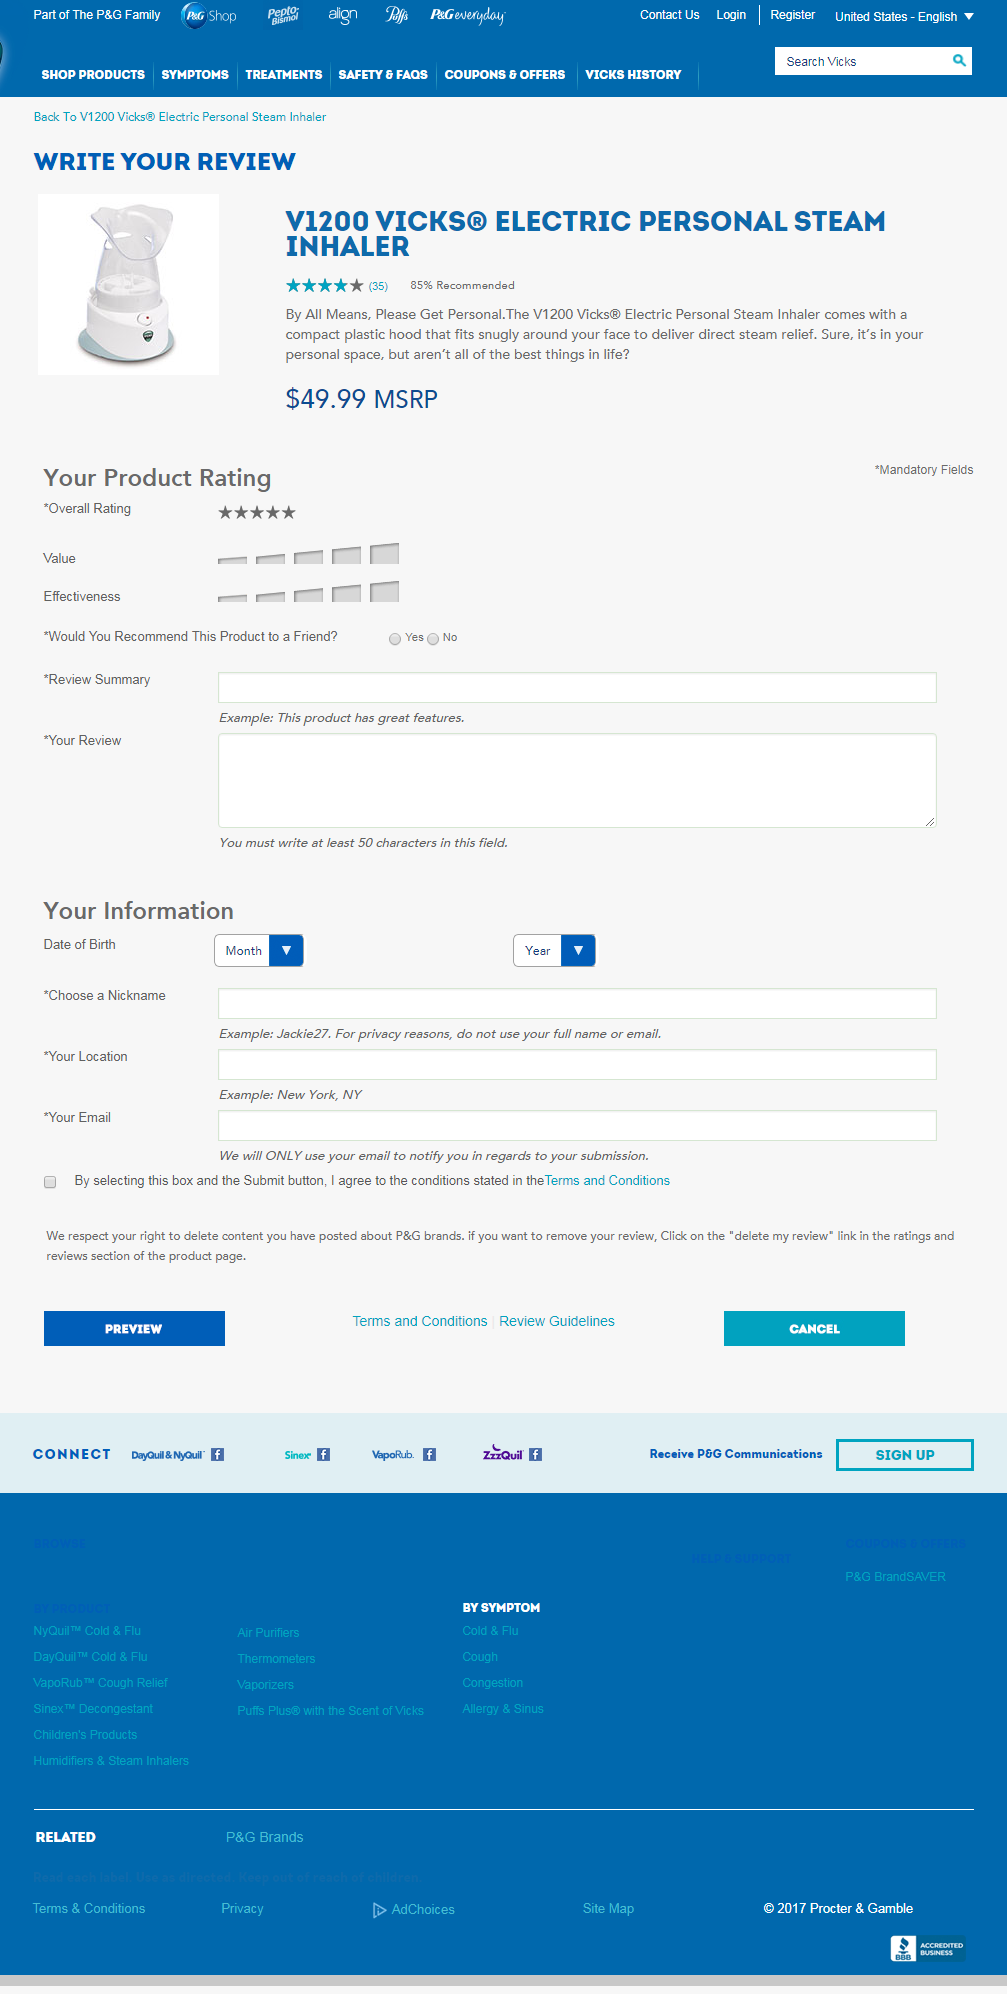 Part of The P&G Family P&G Shop Pepto Bismol align Puffs P&G everyday Contact Us Login Register United States - English
Search Vicks
SHOP PRODUCTS SYMPTOMS TREATMENTS SAFETY & FAQS COUPONS & OFFERS VICKS HISTORY
Back To V1200 Vicks® Electric Personal Steam Inhaler
WRITE YOUR REVIEW
V1200 VICKS® ELECTRIC PERSONAL STEAM
INHALER
(35) 85% Recommended
By All Means, Please Get Personal.The V1200 Vicks® Electric Personal Steam Inhaler comes with a
compact plastic hood that fits snugly around your face to deliver direct steam relief. Sure, it's in your
personal space, but aren't all of the best things in life?
$49.99 MSRP
Your Product Rating
*Mandatory Fields
*Overall Rating
Value
Effectiveness
*Would You Recommend This Product to a Friend? Yes No
*Review Summary
Example: This product has great features.
*Your Review
You must write at least 50 characters in this field.
Your Information
Date of Birth Month Year
*Choose a Nickname
Example: Jackie27. For privacy reasons, do not use your full name or email.
*Your Location
Example: New York, NY
*Your Email
We will ONLY use your email to notify you in regards to your submission.
By selecting this box and the Submit button, I agree to the conditions stated in theTerms and Conditions
We respect your right to delete content you have posted about P&G brands. if you want to remove your review, Click on the "delete my review" link in the ratings and
reviews section of the product page.
PREVIEW Terms and Conditions | Review Guidelines CANCEL
CONNECT DayQuil & NyQuil Sinex VapoRub. ZzzQuil Receive P&G Communications SIGN UP
BROWSE
COUPONS & OFFERS
P&G BrandSAVER
BY SYMPTOM
NyQuil™ Cold & Flu Air Purifiers Cold & Flu
DayQuil™ Cold & Flu Thermometers Cough
VapoRub™ Cough Relief Vaporizers Congestion
Sinex™ Decongestant Puffs Plus® with the Scent of Vicks Allergy & Sinus
Children's Products
Humidifiers & Steam Inhalers
RELATED P&G Brands
Read each label. Use as directed. Keep out of reach of children.
Terms & Conditions Privacy AdChoices Site Map © 2017 Procter & Gamble
BBB ACCREDITED
BUSINESS